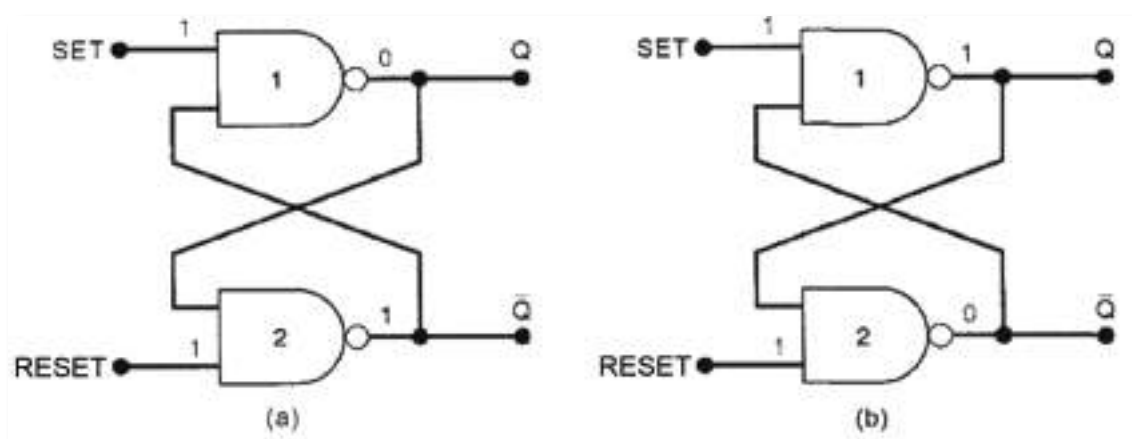 SET 1 1 0 Q
2 1 Q̄
RESET 1
(a)
SET 1 1 1 Q
2 0 Q̄
RESET 1
(b)